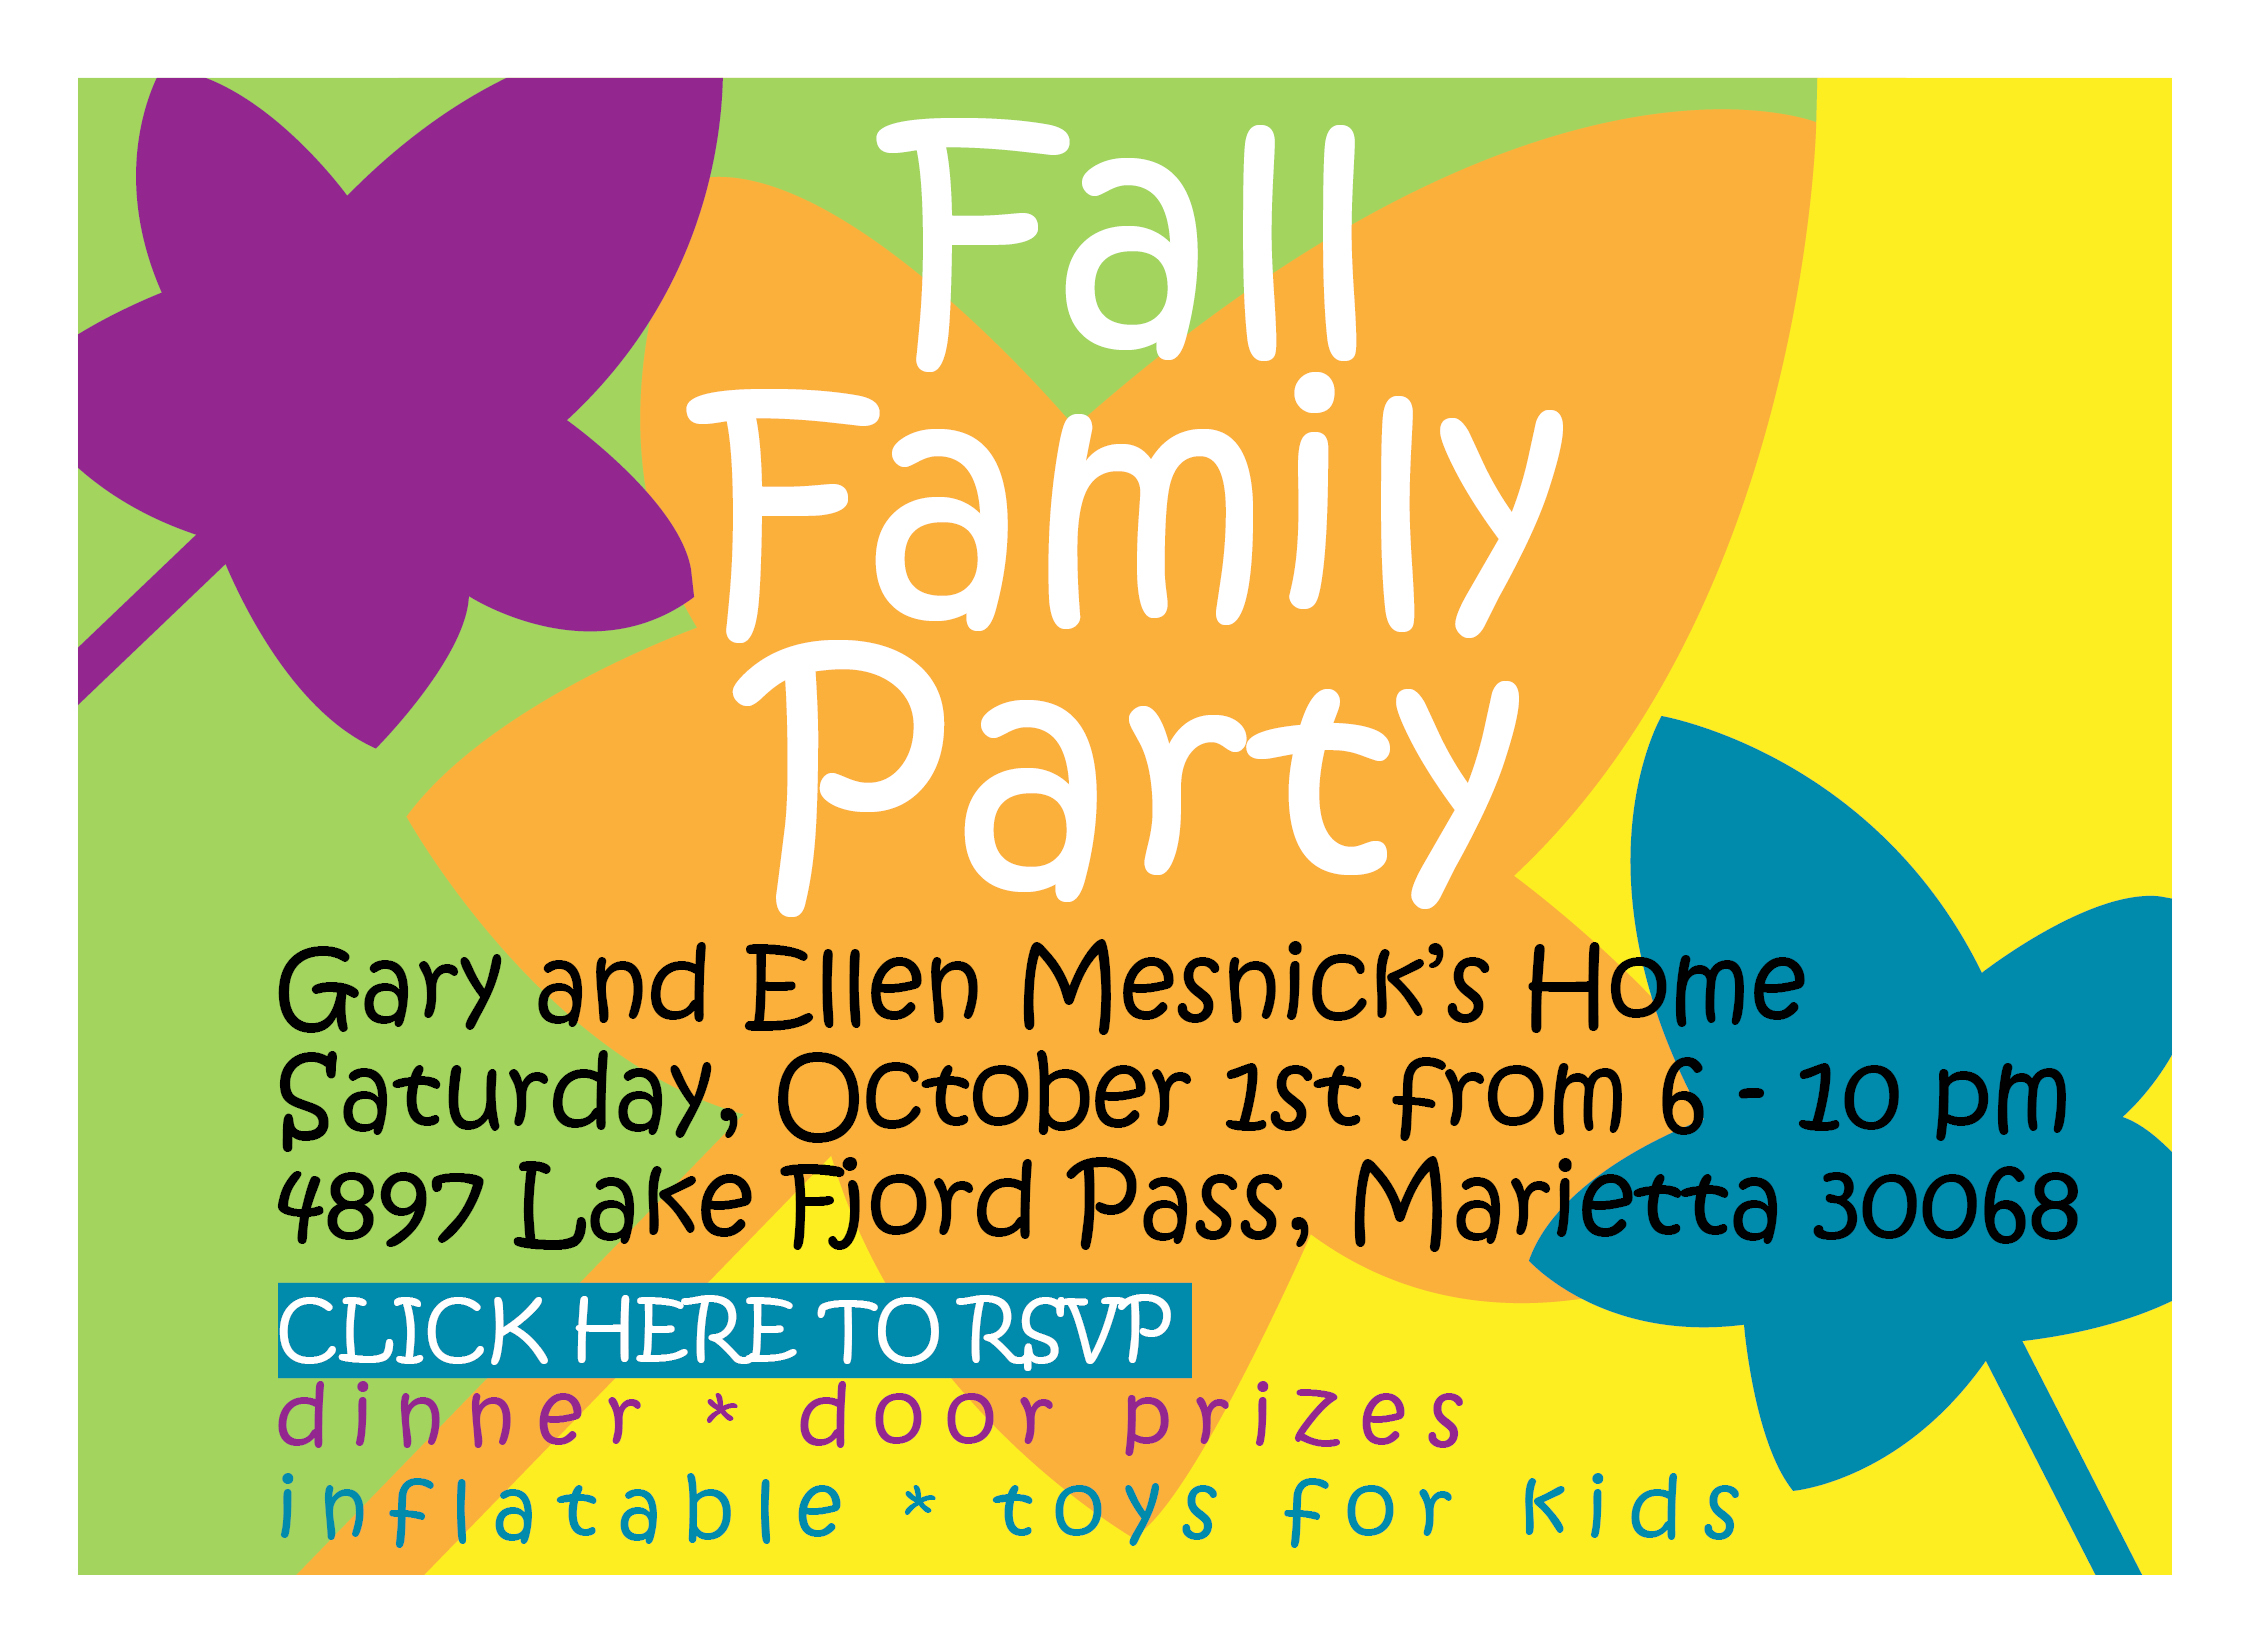 Fall
Family
Party
Gary and Ellen Mesnick's Home
Saturday, October 1st from 6 - 10 pm
4897 Lake Fjord Pass, Marietta 30068
CLICK HERE TO RSVP
dinner * door prizes
inflatable * toys for kids